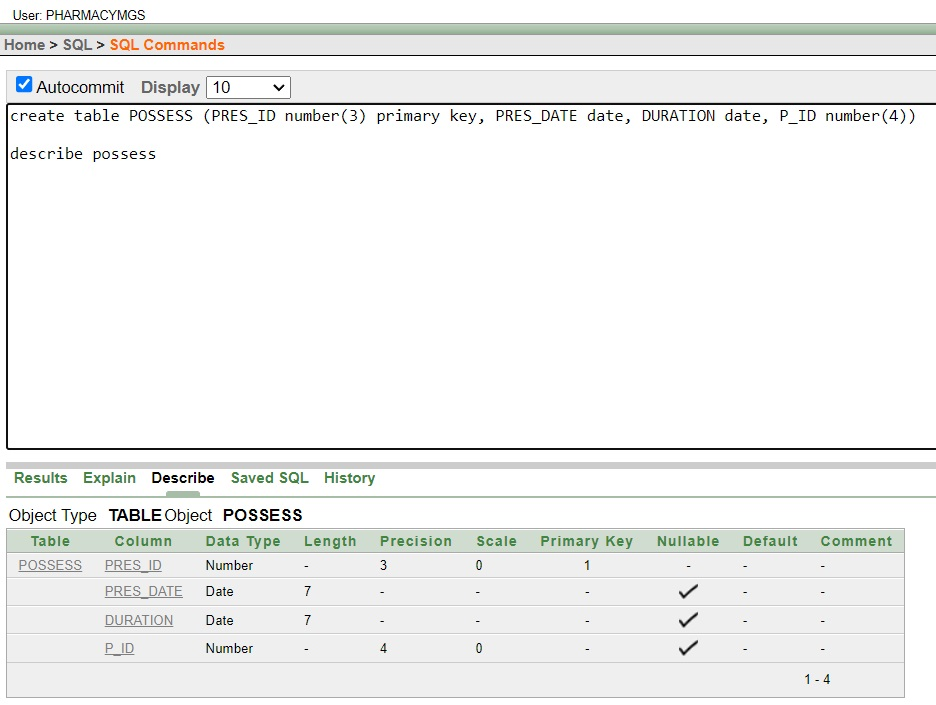 User: PHARMACYMGS
Home > SQL > SQL Commands
Autocommit Display 10
create table POSSESS (PRES_ID number(3) primary key, PRES_DATE date, DURATION date, P_ID number(4))
describe possess
Results Explain Describe Saved SQL History
Object Type TABLE Object POSSESS
Table Column Data Type Length Precision Scale Primary Key Nullable Default Comment
POSSESS PRES_ID Number - 3 0 1 - - -
PRES_DATE Date 7 - - - ✓ - -
DURATION Date 7 - - - ✓ - -
P_ID Number - 4 0 - ✓ - -
1 - 4